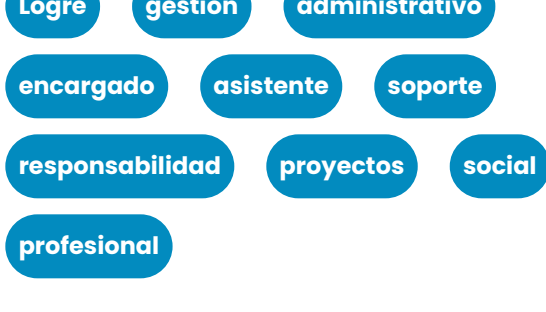 Logre gestión administrativo
encargado asistente soporte
responsabilidad proyectos social
profesional